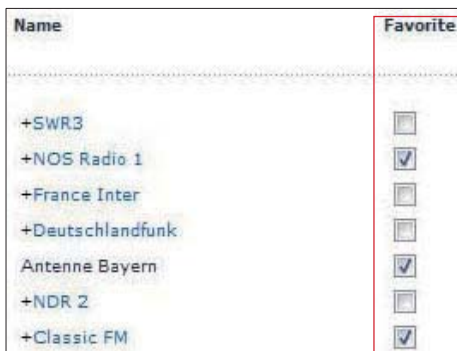 Name Favorite
+SWR3
+NOS Radio 1
+France Inter
+Deutschlandfunk
Antenne Bayern
+NDR 2
+Classic FM